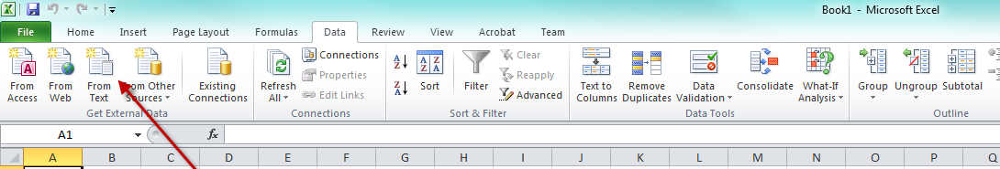 Book1 - Microsoft Excel
File Home Insert Page Layout Formulas Data Review View Acrobat Team
From Access
From Web
From Text
From Other Sources
Existing Connections
Get External Data
Refresh All
Connections
Properties
Edit Links
Connections
Sort
Filter
Clear
Reapply
Advanced
Sort & Filter
Text to Columns
Remove Duplicates
Data Validation
Consolidate
What-If Analysis
Data Tools
Group
Ungroup
Subtotal
Outline
A1 fx
A B C D E F G H I J K L M N O P Q